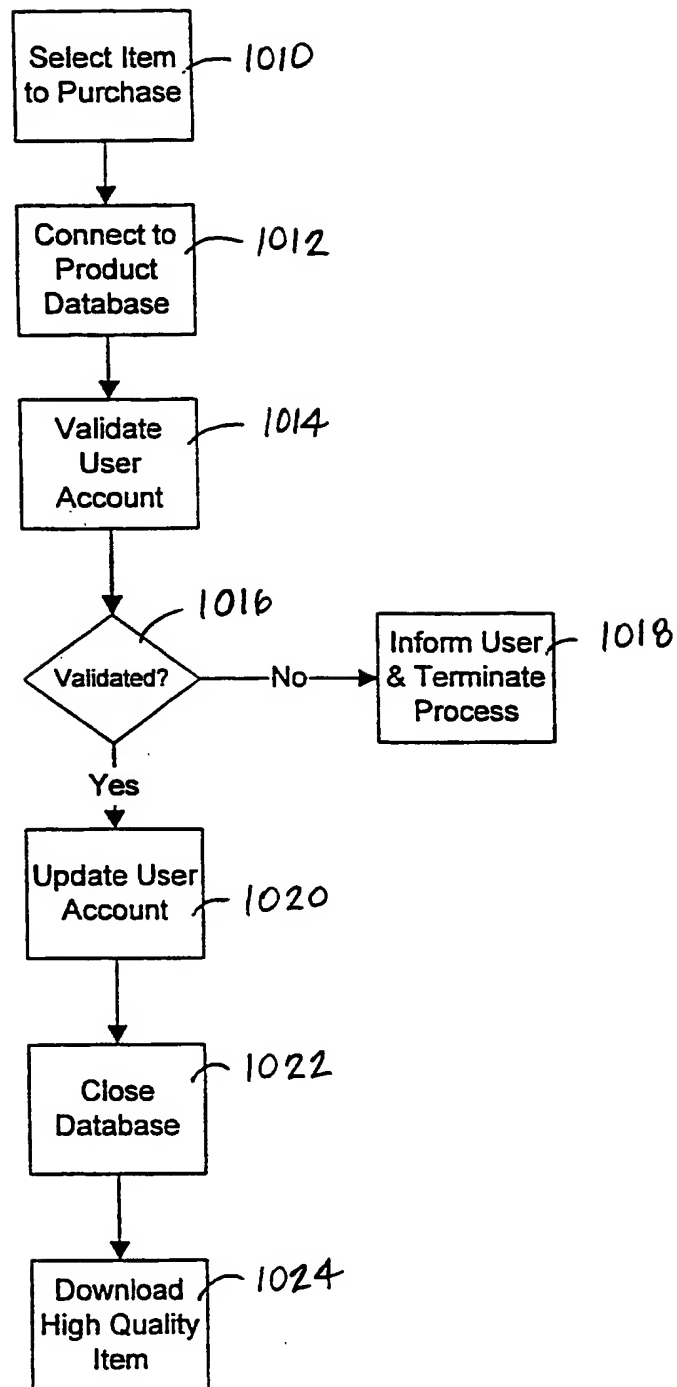 Select Item
to Purchase
1010
Connect to
Product
Database
1012
Validate
User
Account
1014
Validated?
1016
No
Inform User
& Terminate
Process
1018
Yes
Update User
Account
1020
Close
Database
1022
Download
High Quality
Item
1024